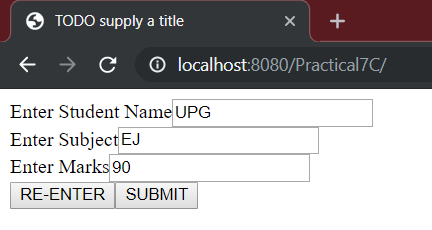 TODO supply a title
localhost:8080/Practical7C/
Enter Student Name UPG
Enter Subject EJ
Enter Marks 90
RE-ENTER SUBMIT